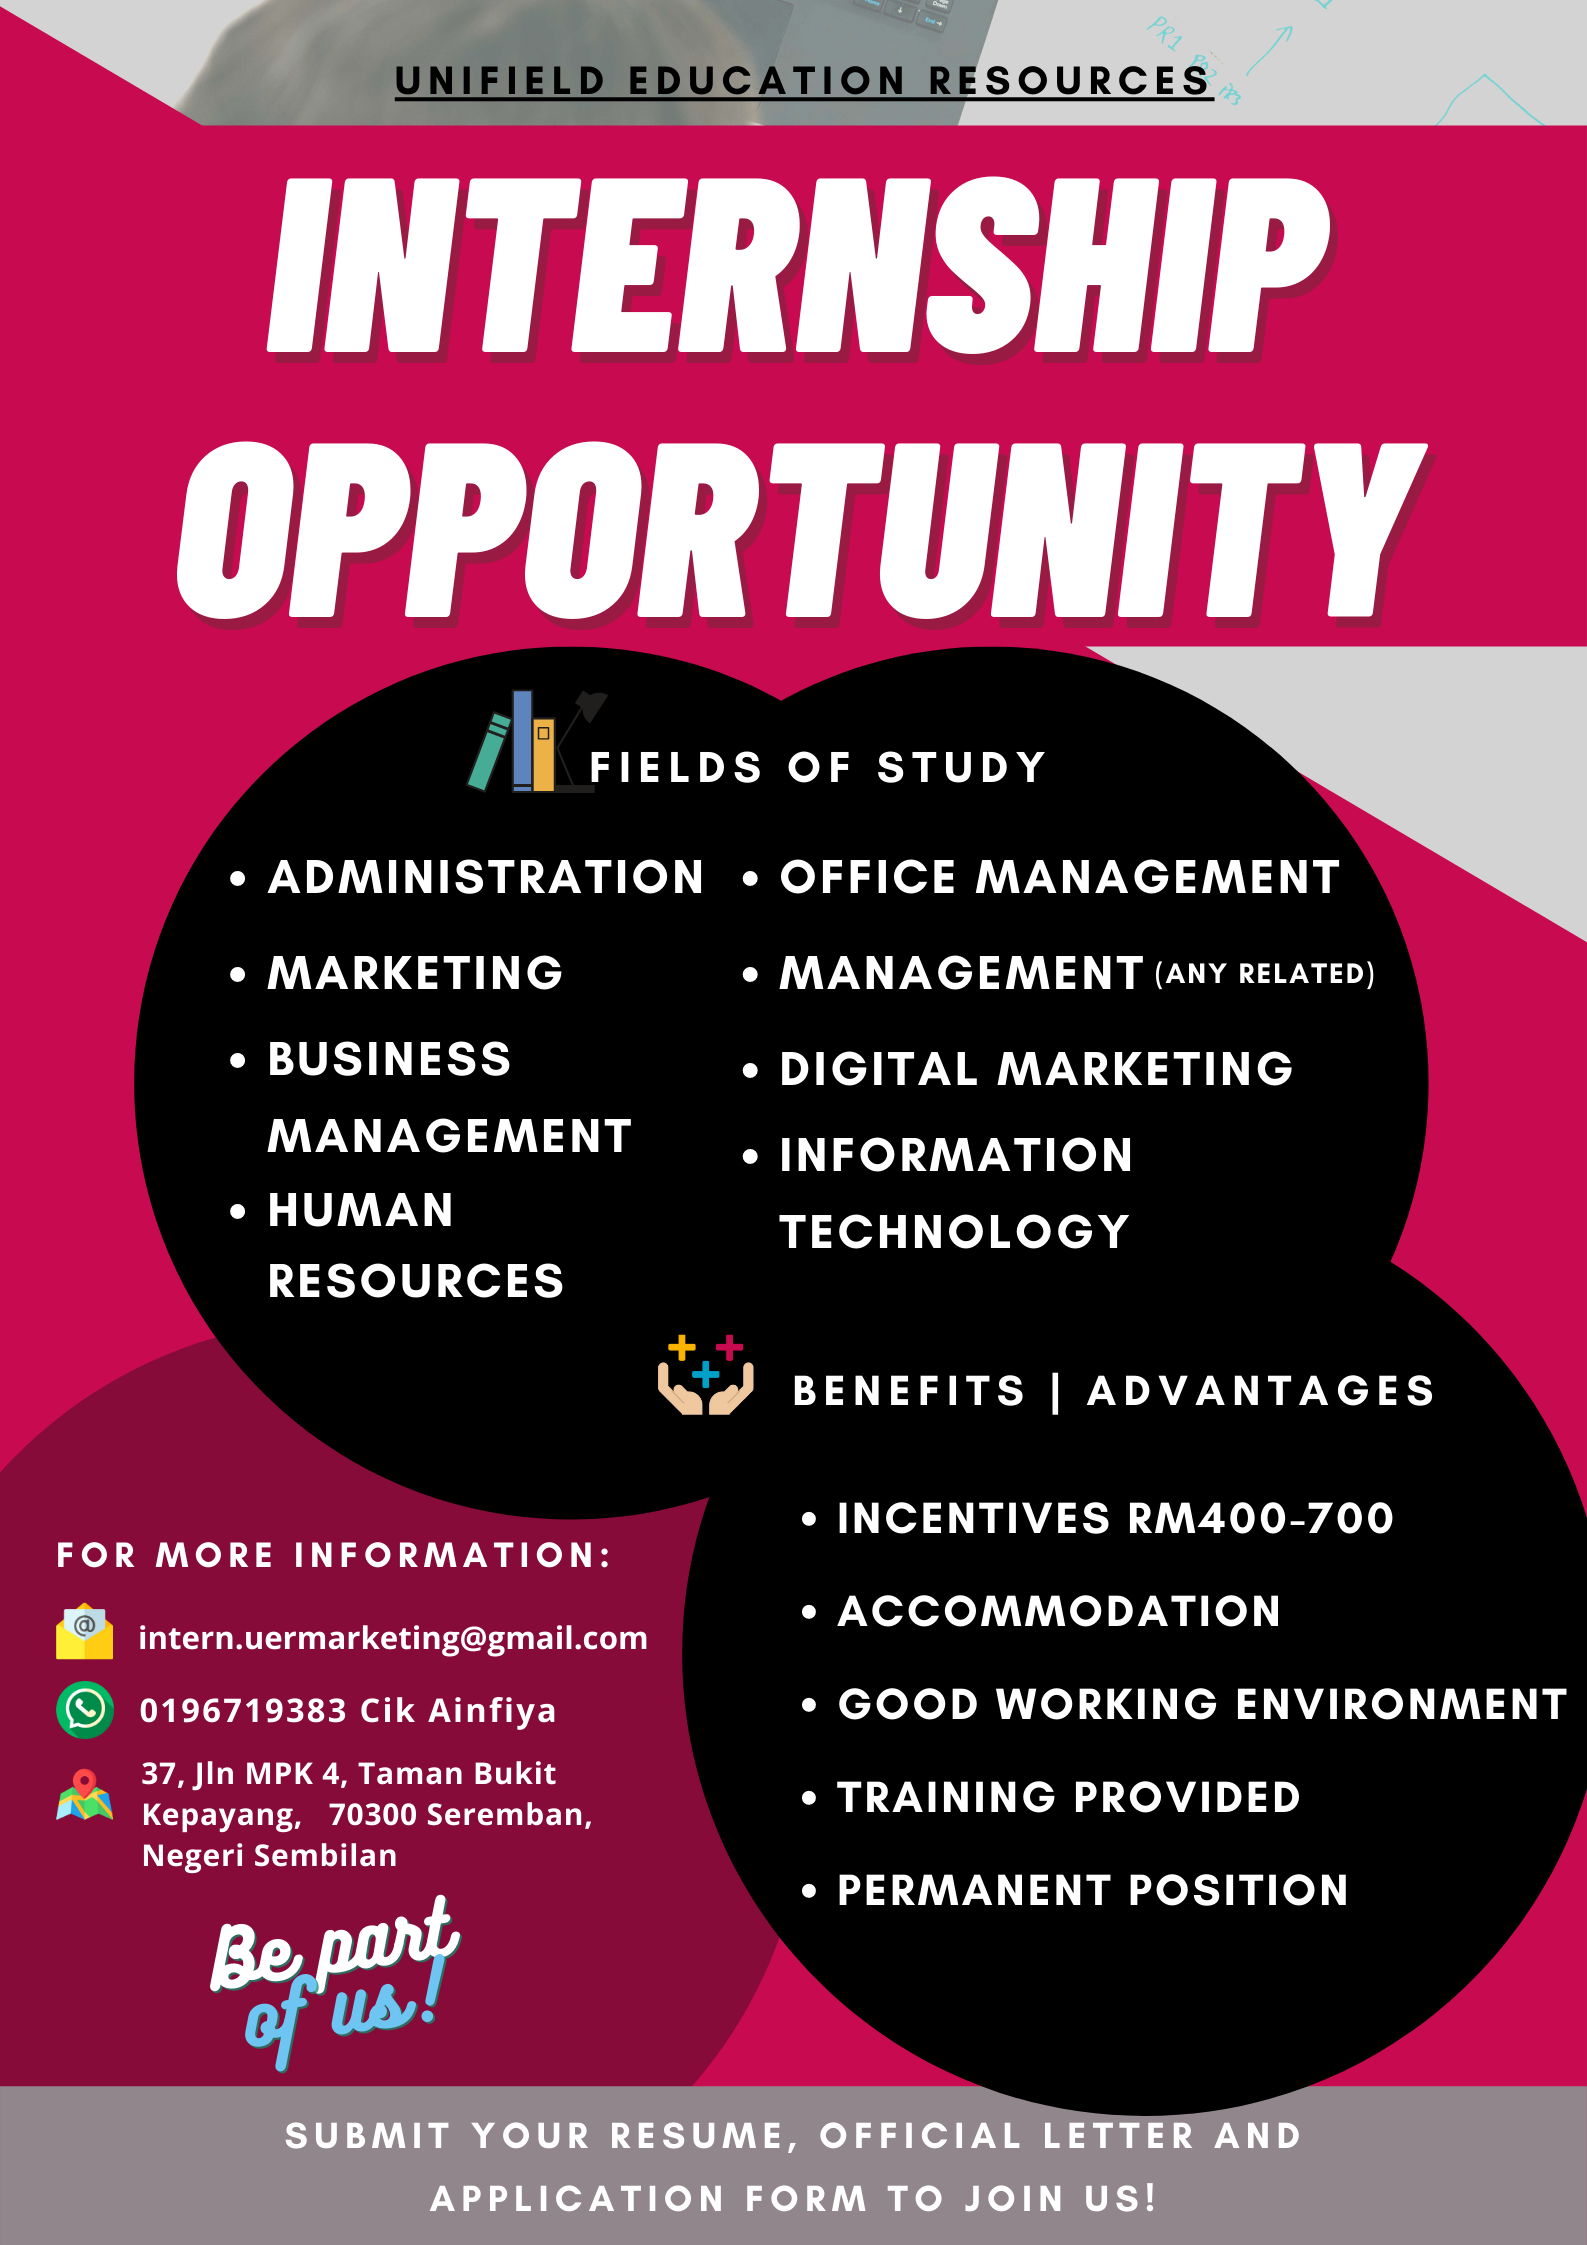 UNIFIELD EDUCATION RESOURCES
PR1
PR2
PR3
INTERNSHIP
OPPORTUNITY
FIELDS OF STUDY
• ADMINISTRATION
• MARKETING
• BUSINESS
MANAGEMENT
• HUMAN
RESOURCES
• OFFICE MANAGEMENT
• MANAGEMENT (ANY RELATED)
• DIGITAL MARKETING
• INFORMATION
TECHNOLOGY
BENEFITS | ADVANTAGES
• INCENTIVES RM400-700
• ACCOMMODATION
• GOOD WORKING ENVIRONMENT
• TRAINING PROVIDED
• PERMANENT POSITION
FOR MORE INFORMATION:
intern.uermarketing@gmail.com
0196719383 Cik Ainfiya
37, Jln MPK 4, Taman Bukit
Kepayang, 70300 Seremban,
Negeri Sembilan
Be part
of us!
SUBMIT YOUR RESUME, OFFICIAL LETTER AND
APPLICATION FORM TO JOIN US!